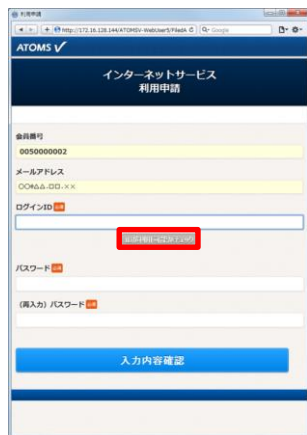 利用申請
http://172.16.128.144/ATOMSV-WebUser5/FiledA
Google
ATOMS V
インターネットサービス
利用申請
会員番号
0050000002
メールアドレス
○○*△△.□□.××
ログインID 必須
パスワード 必須
(再入力) パスワード 必須
入力内容確認